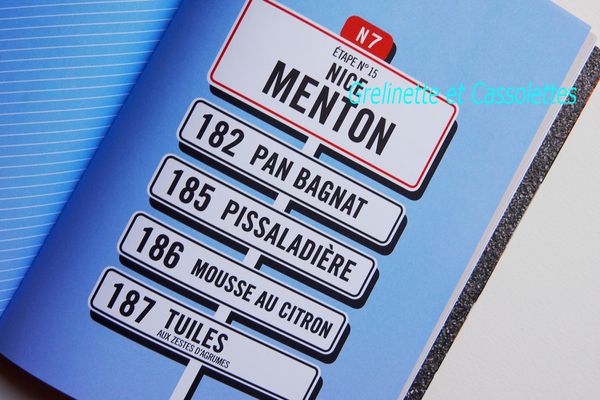 N7
ÉTAPE N° 15
NICE
MENTON
Grelinette et Cassolettes
182 PAN BAGNAT
185 PISSALADIÈRE
186 MOUSSE AU CITRON
187 TUILES
AUX ZESTES D'AGRUMES